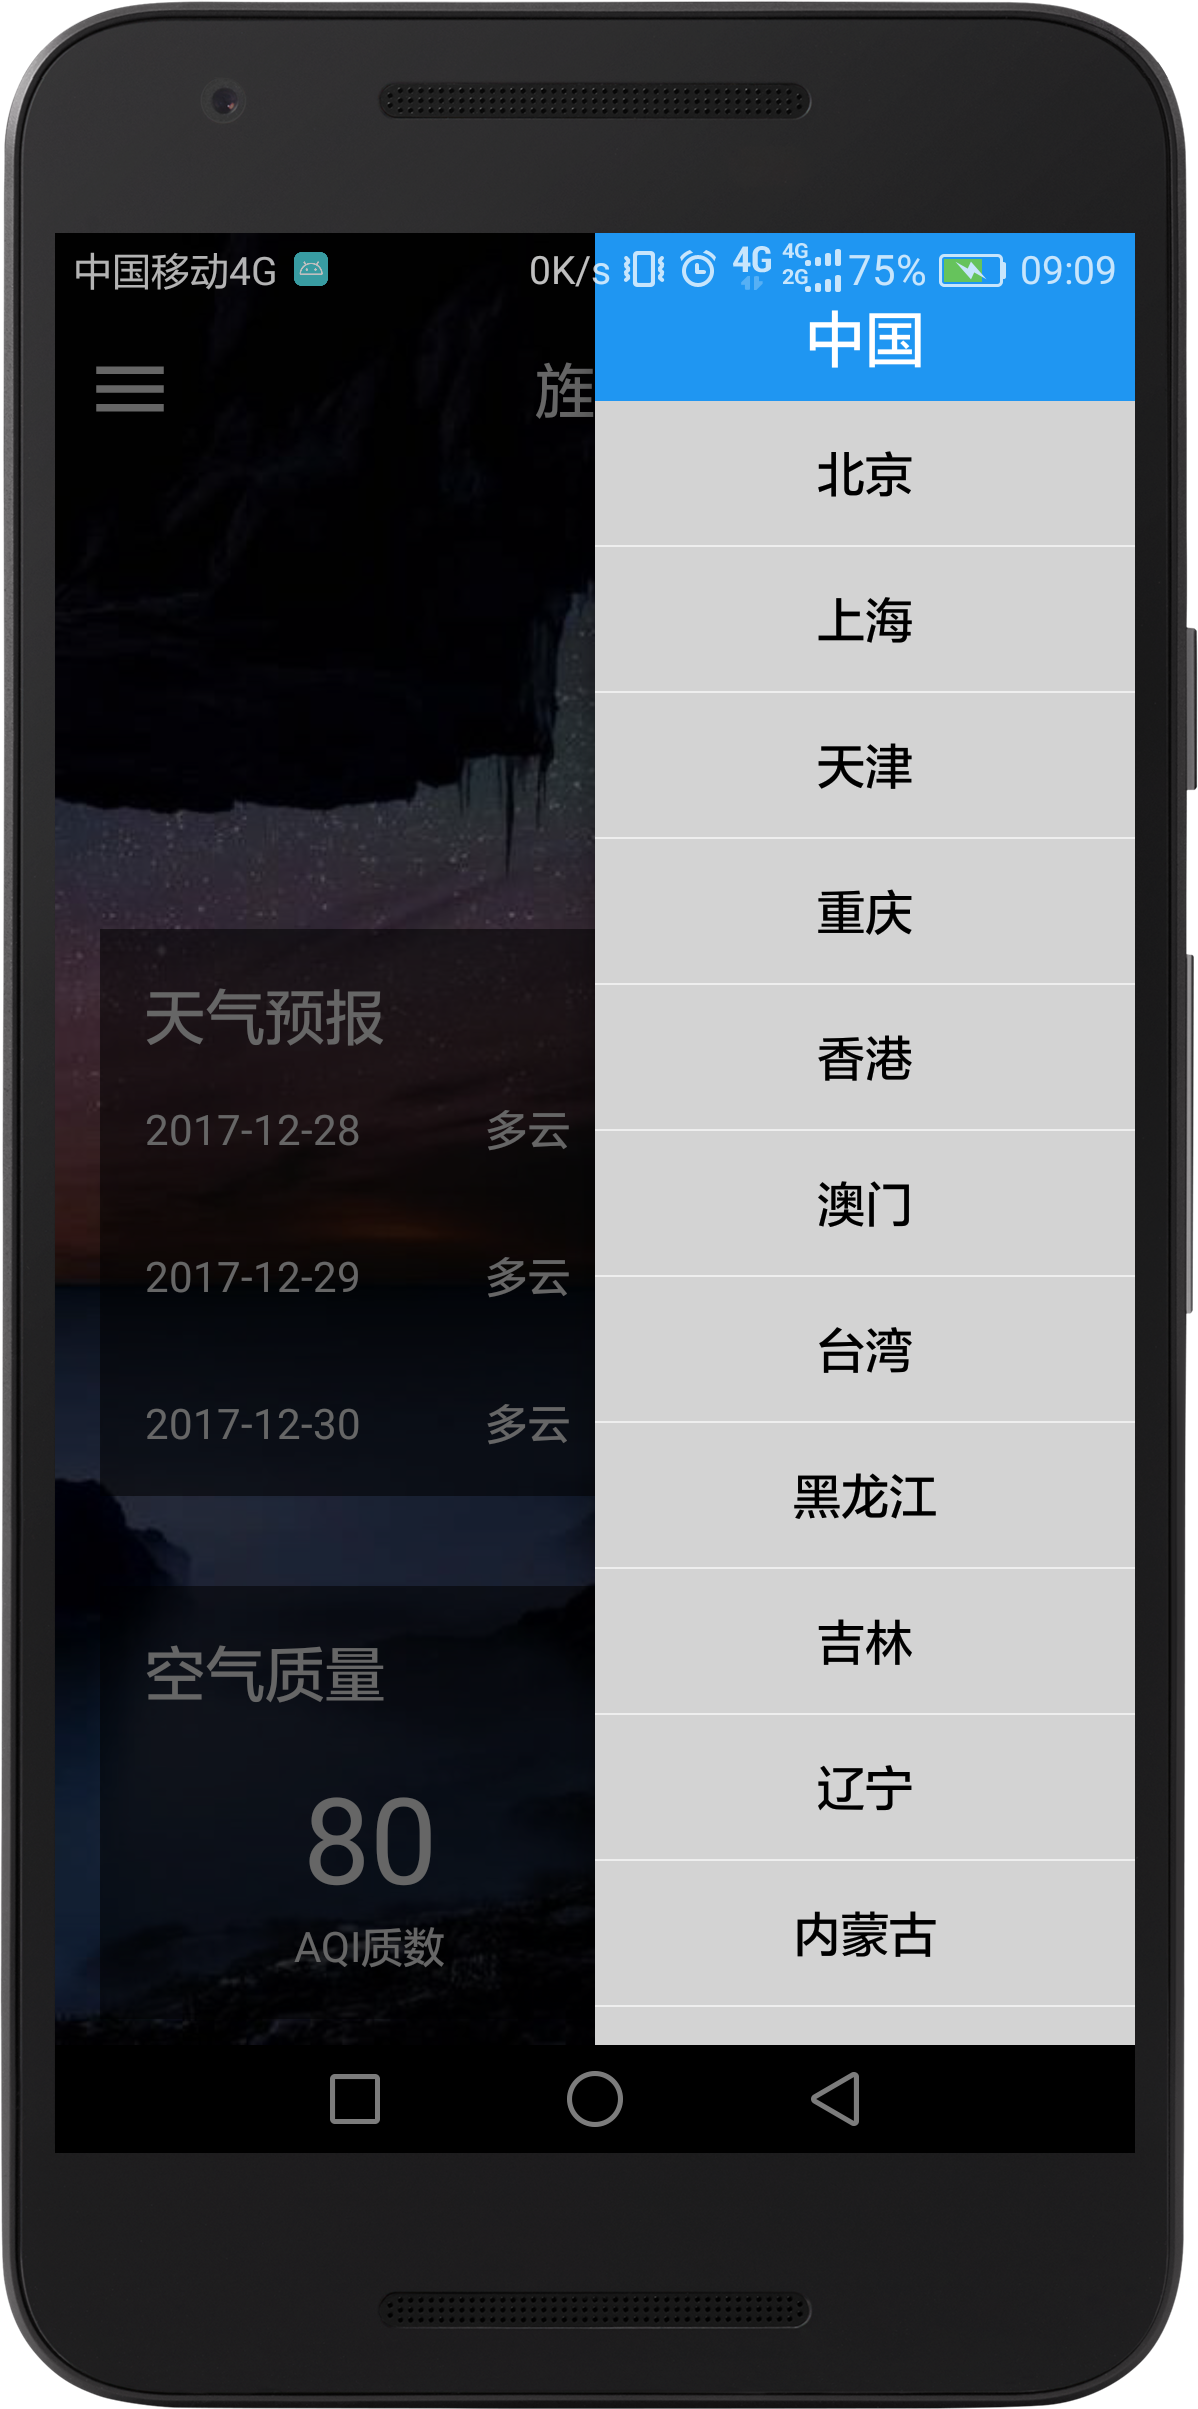 中国移动4G 0K/s 4G 4G 2G 75% 09:09
中国
旌
北京
上海
天津
重庆
香港
澳门
台湾
黑龙江
吉林
辽宁
内蒙古
天气预报
2017-12-28 多云
2017-12-29 多云
2017-12-30 多云
空气质量
80
AQI质数